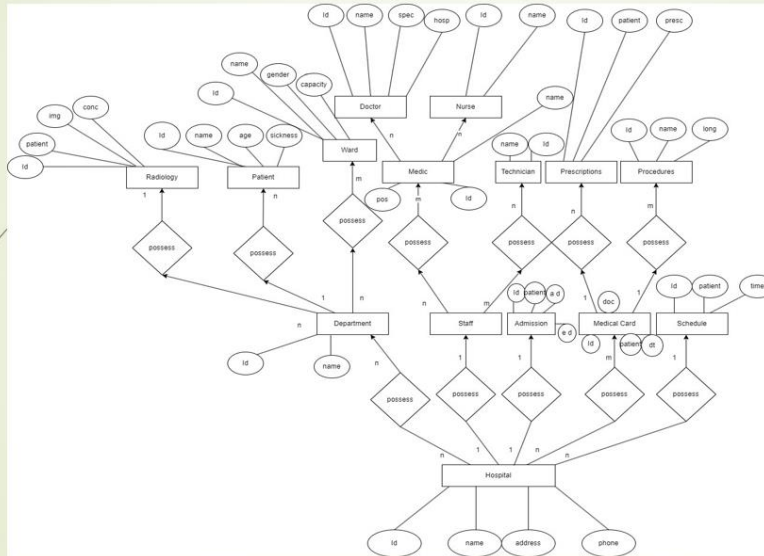 Id
name
spec
hosp
Id
name
Id
patient
presc
name
gender
capacity
Id
Doctor
Nurse
name
conc
img
patient
Id
Id
name
age
sickness
n
n
name
Id
Id
name
long
Ward
Radiology
Patient
Medic
Technician
Prescriptions
Procedures
1
n
m
pos
Id
m
n
n
m
possess
possess
possess
possess
possess
possess
possess
n
1
n
n
m
1
1
Id
patient
a d
doc
Id
patient
time
Department
Staff
Admission
Medical Card
Schedule
e d
Id
patient
dt
Id
name
n
1
1
m
1
possess
possess
possess
possess
possess
n
1
1
n
n
Hospital
Id
name
address
phone